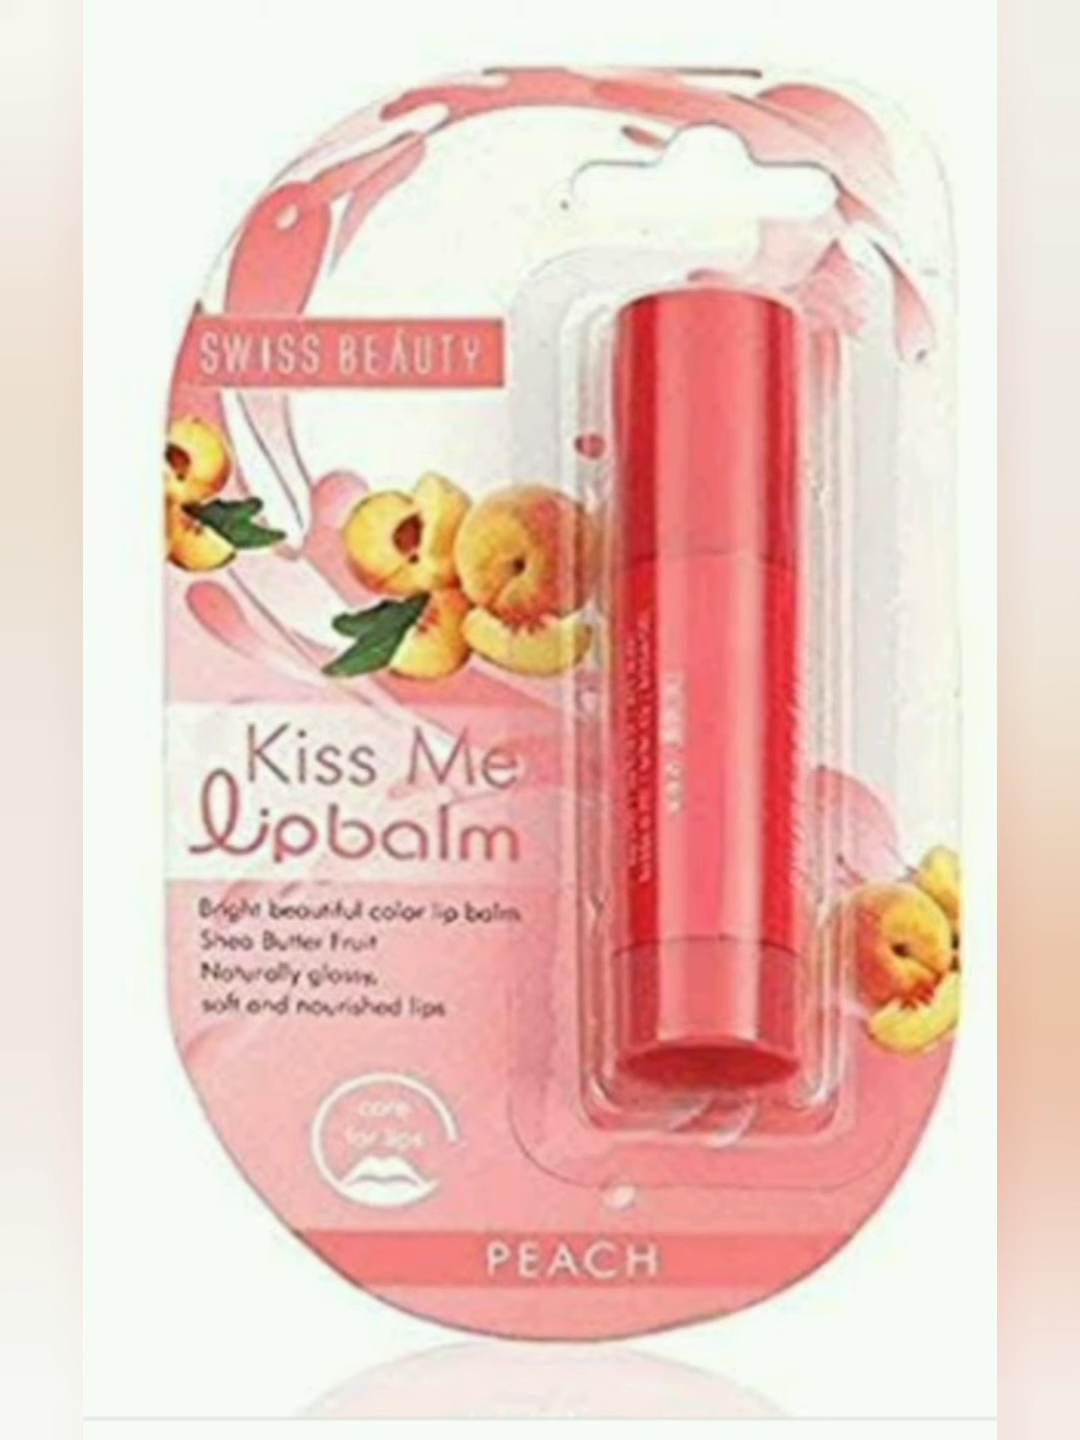 SWISS BEAUTY
Kiss Me
lipbalm
Bright beautiful color lip balm
Shea Butter Fruit
Naturally glossy,
soft and nourished lips
care
for lips
PEACH